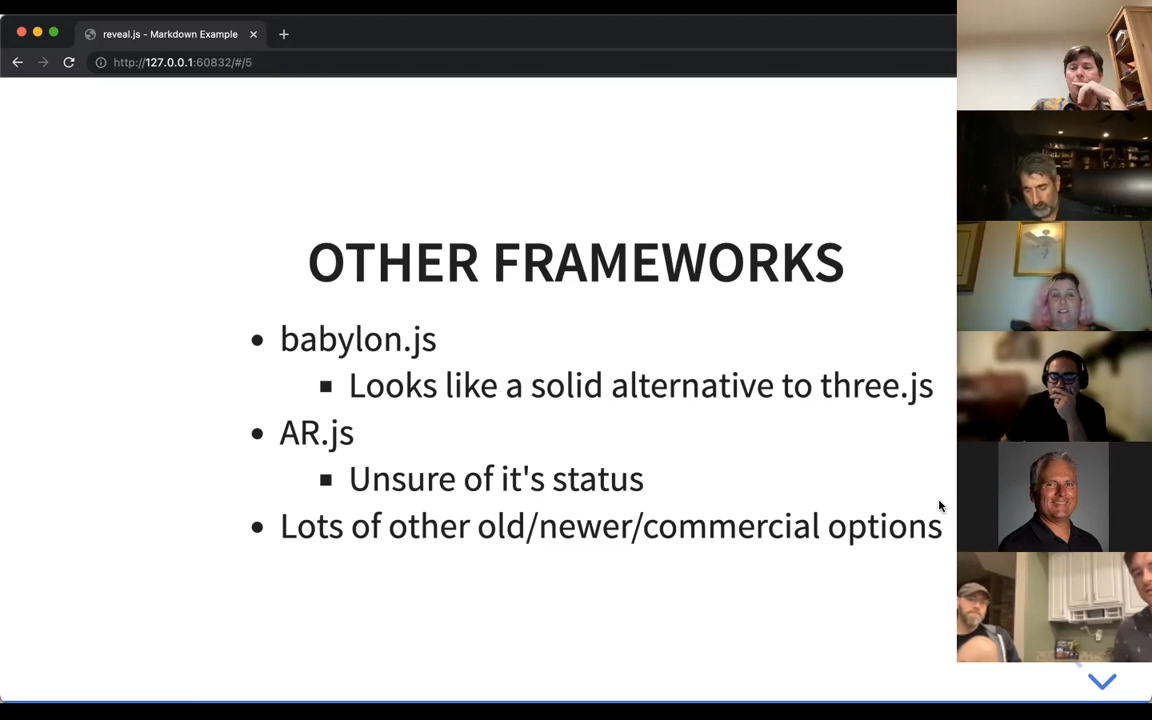 reveal.js - Markdown Example
http://127.0.0.1:60832/#/5
OTHER FRAMEWORKS
babylon.js
Looks like a solid alternative to three.js
AR.js
Unsure of it's status
Lots of other old/newer/commercial options